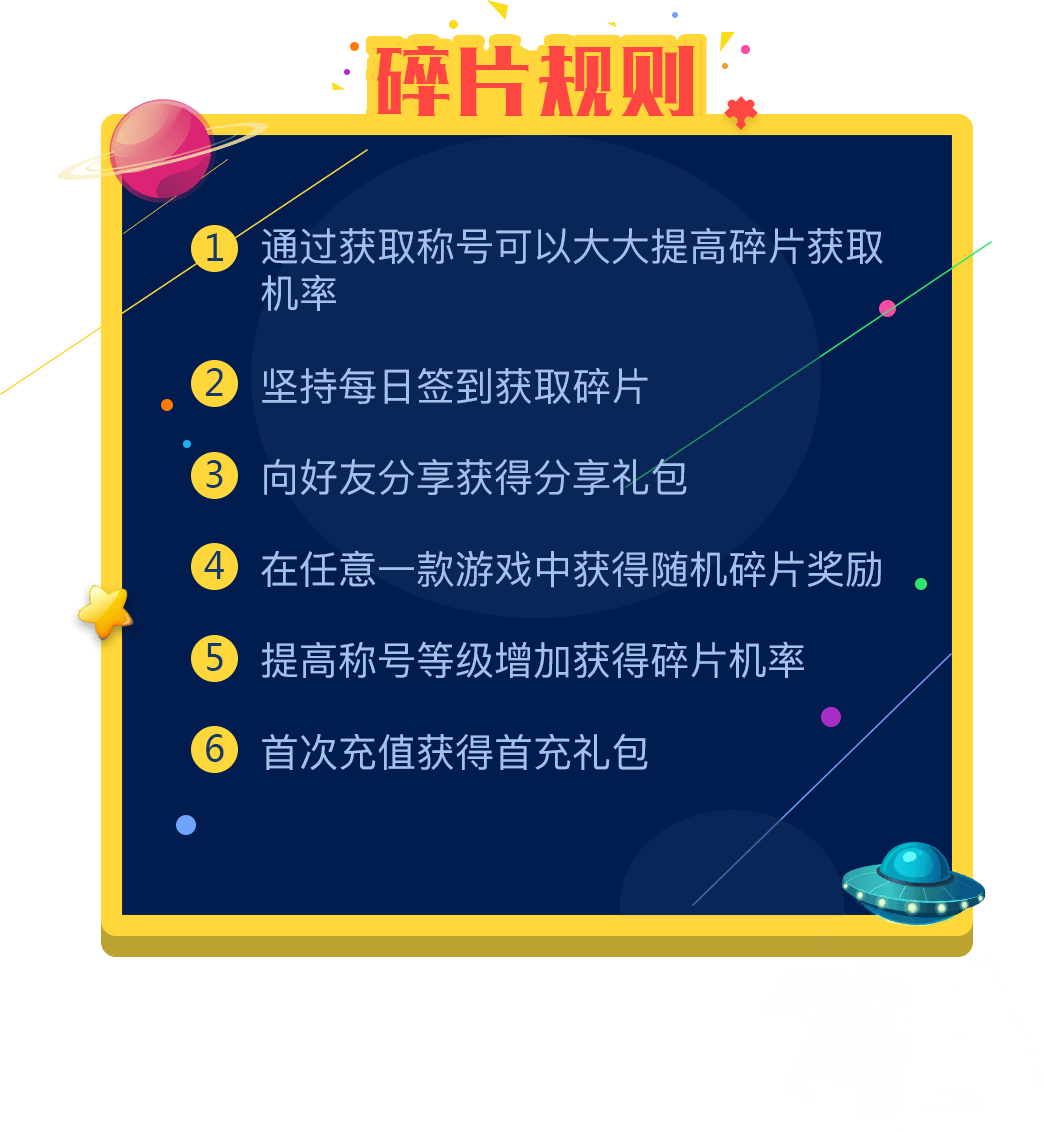 碎片规则
1 通过获取称号可以大大提高碎片获取
机率
2 坚持每日签到获取碎片
3 向好友分享获得分享礼包
4 在任意一款游戏中获得随机碎片奖励
5 提高称号等级增加获得碎片机率
6 首次充值获得首充礼包